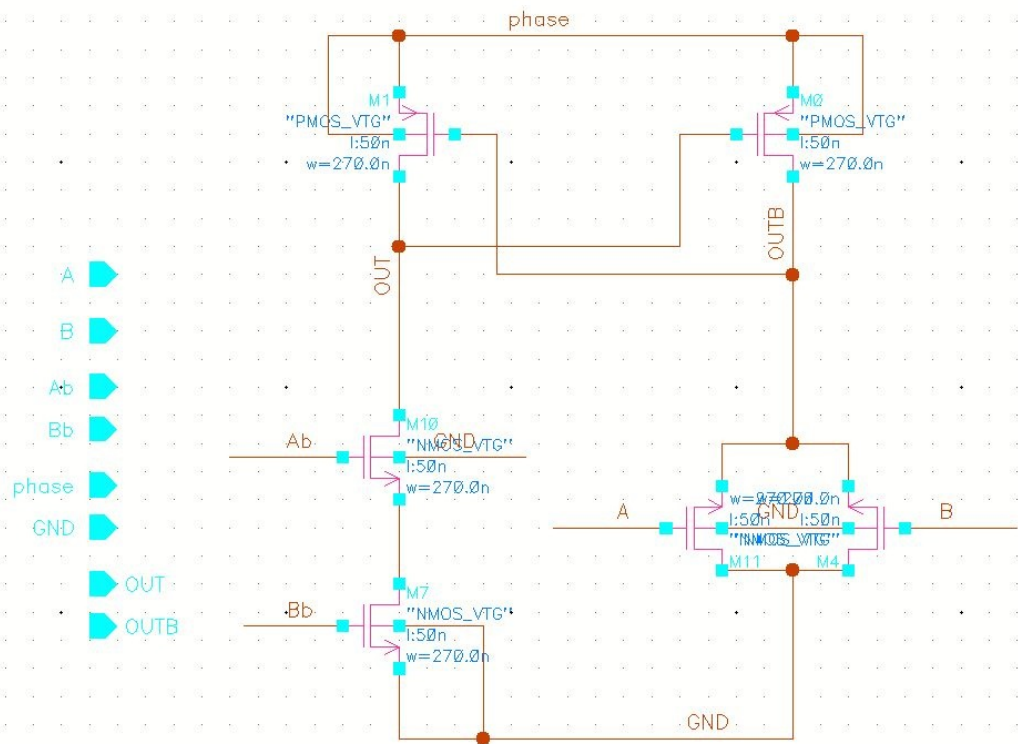 phase
M1
"PMOS_VTG"
l:50n
w=270.0n
M0
"PMOS_VTG"
l:50n
w=270.0n
OUT
OUTB
A
B
Ab
Bb
phase
GND
OUT
OUTB
Ab
M10
"NMOS_VTG"
GND
l:50n
w=270.0n
A
GND
B
l:50n
l:50n
M11
M4
Bb
M7
"NMOS_VTG"
l:50n
w=270.0n
GND